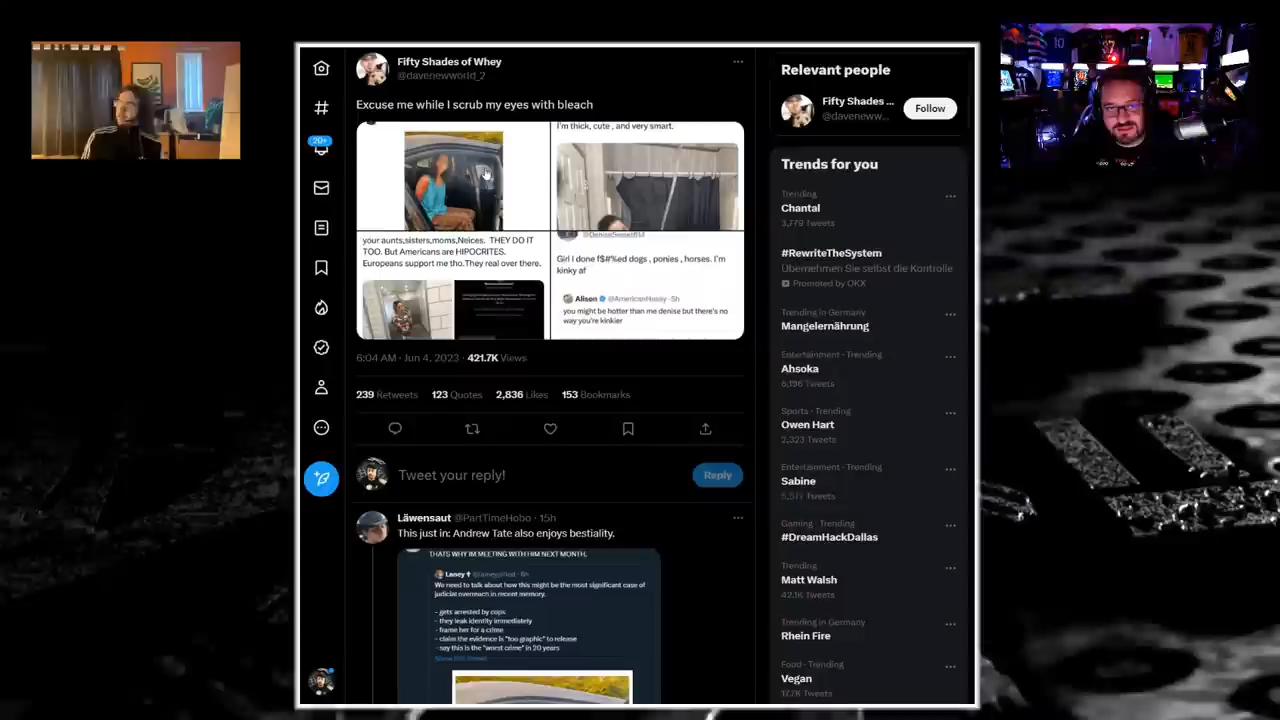 Fifty Shades of Whey
@davenewworld_2
Excuse me while I scrub my eyes with bleach
I'm thick, cute , and very smart.
your aunts,sisters,moms,Neices. THEY DO IT
TOO. But Americans are HIPOCRITES.
Europeans support me tho.They real over there.
Girl I done f$#%ed dogs , ponies , horses. I'm
kinky af
Alison @AmericanHussy · 5h
you might be hotter than me denise but there's no
way you're kinkier
6:04 AM · Jun 4, 2023 · 421.7K Views
239 Retweets 123 Quotes 2,836 Likes 153 Bookmarks
20+
Tweet your reply!
Reply
Läwensaut @PartTimeHobo · 15h
This just in: Andrew Tate also enjoys bestiality.
THATS WHY IM MEETING WITH HIM NEXT MONTH.
We need to talk about how this might be the most significant case of
judicial overreach in recent memory.
- gets arrested by cops
- they leak identity immediately
- frame her for a crime
- claim the evidence is "too graphic" to release
- say this is the "worst crime" in 20 years
Relevant people
Fifty Shades ...
@davenew...
Follow
Trends for you
Trending
Chantal
3,779 Tweets
#RewriteTheSystem
Übernehmen Sie selbst die Kontrolle
Promoted by OKX
Trending in Germany
Mangelernährung
Entertainment · Trending
Ahsoka
6,196 Tweets
Sports · Trending
Owen Hart
2,323 Tweets
Entertainment · Trending
Sabine
Tweets
Gaming · Trending
#DreamHackDallas
Trending
Matt Walsh
42.1K Tweets
Trending in Germany
Rhein Fire
Food · Trending
Vegan
17.7K Tweets